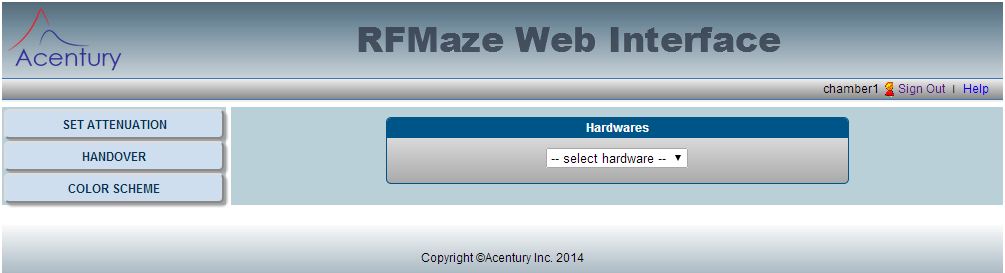 Acentury
RFMaze Web Interface
chamber1 Sign Out | Help
SET ATTENUATION
HANDOVER
COLOR SCHEME
Hardwares
-- select hardware --
Copyright ©Acentury Inc. 2014